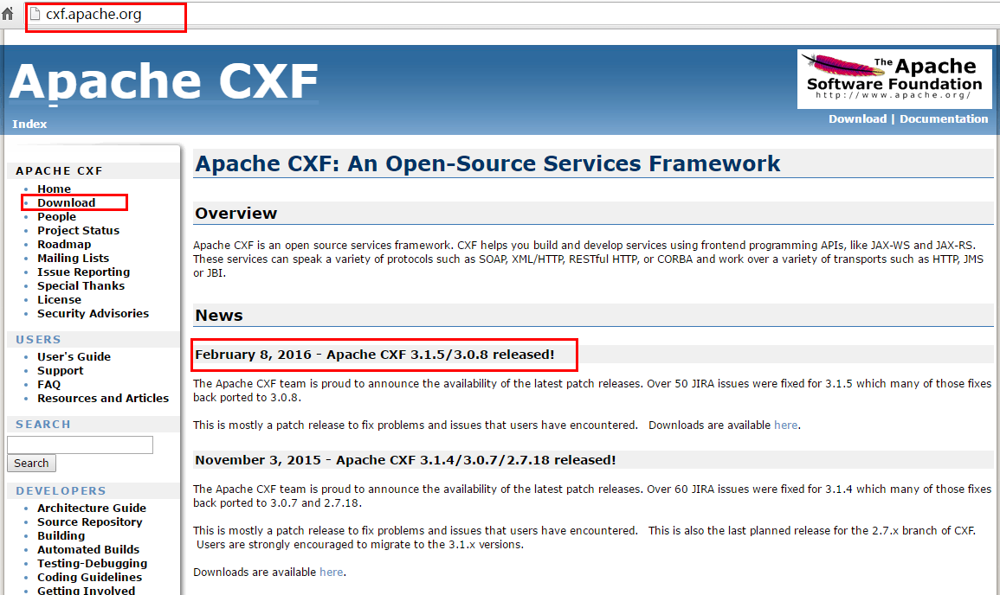 cxf.apache.org
Apache CXF
The Apache
Software Foundation
http://www.apache.org/
Index
Download | Documentation
APACHE CXF
Home
Download
People
Project Status
Roadmap
Mailing Lists
Issue Reporting
Special Thanks
License
Security Advisories
USERS
User's Guide
Support
FAQ
Resources and Articles
SEARCH
Search
DEVELOPERS
Architecture Guide
Source Repository
Building
Automated Builds
Testing-Debugging
Coding Guidelines
Getting Involved
Apache CXF: An Open-Source Services Framework
Overview
Apache CXF is an open source services framework. CXF helps you build and develop services using frontend programming APIs, like JAX-WS and JAX-RS.
These services can speak a variety of protocols such as SOAP, XML/HTTP, RESTful HTTP, or CORBA and work over a variety of transports such as HTTP, JMS
or JBI.
News
February 8, 2016 - Apache CXF 3.1.5/3.0.8 released!
The Apache CXF team is proud to announce the availability of the latest patch releases. Over 50 JIRA issues were fixed for 3.1.5 which many of those fixes
back ported to 3.0.8.
This is mostly a patch release to fix problems and issues that users have encountered.   Downloads are available here.
November 3, 2015 - Apache CXF 3.1.4/3.0.7/2.7.18 released!
The Apache CXF team is proud to announce the availability of the latest patch releases. Over 60 JIRA issues were fixed for 3.1.4 which many of those fixes
back ported to 3.0.7 and 2.7.18.
This is mostly a patch release to fix problems and issues that users have encountered.   This is also the last planned release for the 2.7.x branch of CXF.
Users are strongly encouraged to migrate to the 3.1.x versions.
Downloads are available here.